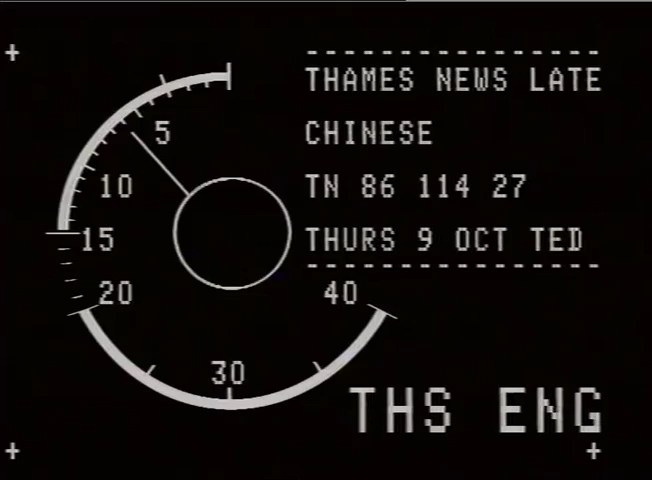 THAMES NEWS LATE
CHINESE
TN 86 114 27
THURS 9 OCT TED
5
10
15
20
30
40
THS ENG